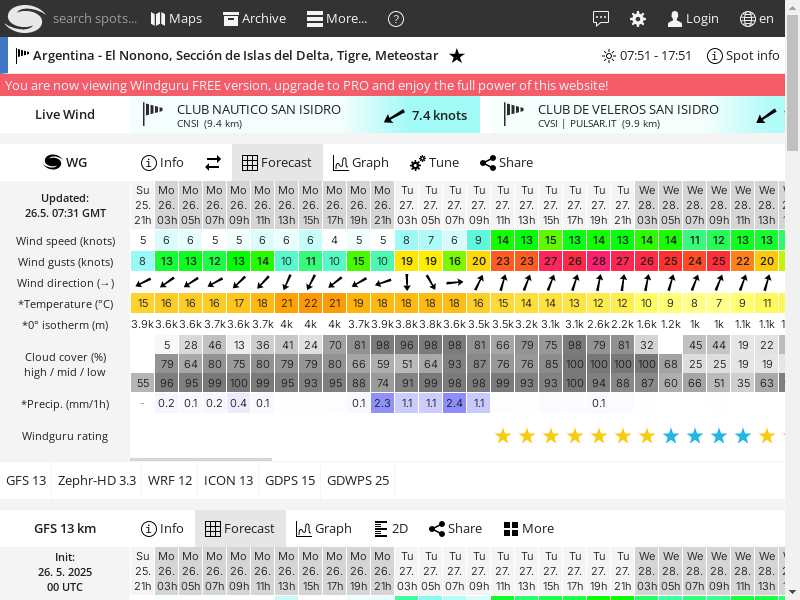 search spots... Maps Archive More... ? Login en
Argentina - El Nonono, Sección de Islas del Delta, Tigre, Meteostar ★ 07:51 - 17:51 Spot info
You are now viewing Windguru FREE version, upgrade to PRO and enjoy the full power of this website!
Live Wind
CLUB NAUTICO SAN ISIDRO
CNSI (9.4 km)
7.4 knots
CLUB DE VELEROS SAN ISIDRO
CVSI | PULSAR.IT (9.9 km)
WG Info Forecast Graph Tune Share
Updated:
26.5. 07:31 GMT
Su Mo Mo Mo Mo Mo Mo Mo Mo Mo Mo Tu Tu Tu Tu Tu Tu Tu Tu Tu Tu We We We We We We
25. 26. 26. 26. 26. 26. 26. 26. 26. 26. 26. 27. 27. 27. 27. 27. 27. 27. 27. 27. 27. 28. 28. 28. 28. 28. 28.
21h 03h 05h 07h 09h 11h 13h 15h 17h 19h 21h 03h 05h 07h 09h 11h 13h 15h 17h 19h 21h 03h 05h 07h 09h 11h 13h
Wind speed (knots) 5 6 6 5 5 6 6 6 4 5 5 8 7 6 9 14 13 15 13 14 13 14 14 11 12 13 13
Wind gusts (knots) 8 13 13 12 13 14 10 11 10 15 10 19 19 16 20 23 23 27 26 28 27 26 25 24 25 22 20
Wind direction (→)
*Temperature (°C) 15 16 16 16 17 18 21 22 21 19 18 18 18 18 16 15 14 14 13 12 12 10 9 8 7 9 11
*0° isotherm (m) 3.9k 3.6k 3.6k 3.7k 3.6k 3.7k 4k 4k 4k 3.7k 3.9k 3.8k 3.8k 3.6k 3.5k 3.5k 3.2k 3.1k 3.1k 2.6k 2.2k 1.6k 1.2k 1k 1k 1.1k 1.1k
Cloud cover (%)
high / mid / low
5 28 46 13 36 41 24 70 81 98 96 98 98 81 66 79 75 98 79 81 32 45 44 19 22
79 64 80 75 80 79 79 80 66 59 51 64 93 87 76 76 85 100 100 100 100 68 25 25 19 19
55 96 95 99 100 99 95 93 95 88 74 91 99 98 98 99 93 93 100 94 88 87 60 66 51 35 63
*Precip. (mm/1h) - 0.2 0.1 0.2 0.4 0.1 0.1 2.3 1.1 1.1 2.4 1.1 0.1
Windguru rating ★ ★ ★ ★ ★ ★ ★ ★ ★ ★ ★ ★
GFS 13 Zephr-HD 3.3 WRF 12 ICON 13 GDPS 15 GDWPS 25
GFS 13 km Info Forecast Graph 2D Share More
Init:
26. 5. 2025
00 UTC
Su Mo Mo Mo Mo Mo Mo Mo Mo Mo Mo Tu Tu Tu Tu Tu Tu Tu Tu Tu Tu We We We We We We
25. 26. 26. 26. 26. 26. 26. 26. 26. 26. 26. 27. 27. 27. 27. 27. 27. 27. 27. 27. 27. 28. 28. 28. 28. 28. 28.
21h 03h 05h 07h 09h 11h 13h 15h 17h 19h 21h 03h 05h 07h 09h 11h 13h 15h 17h 19h 21h 03h 05h 07h 09h 11h 13h